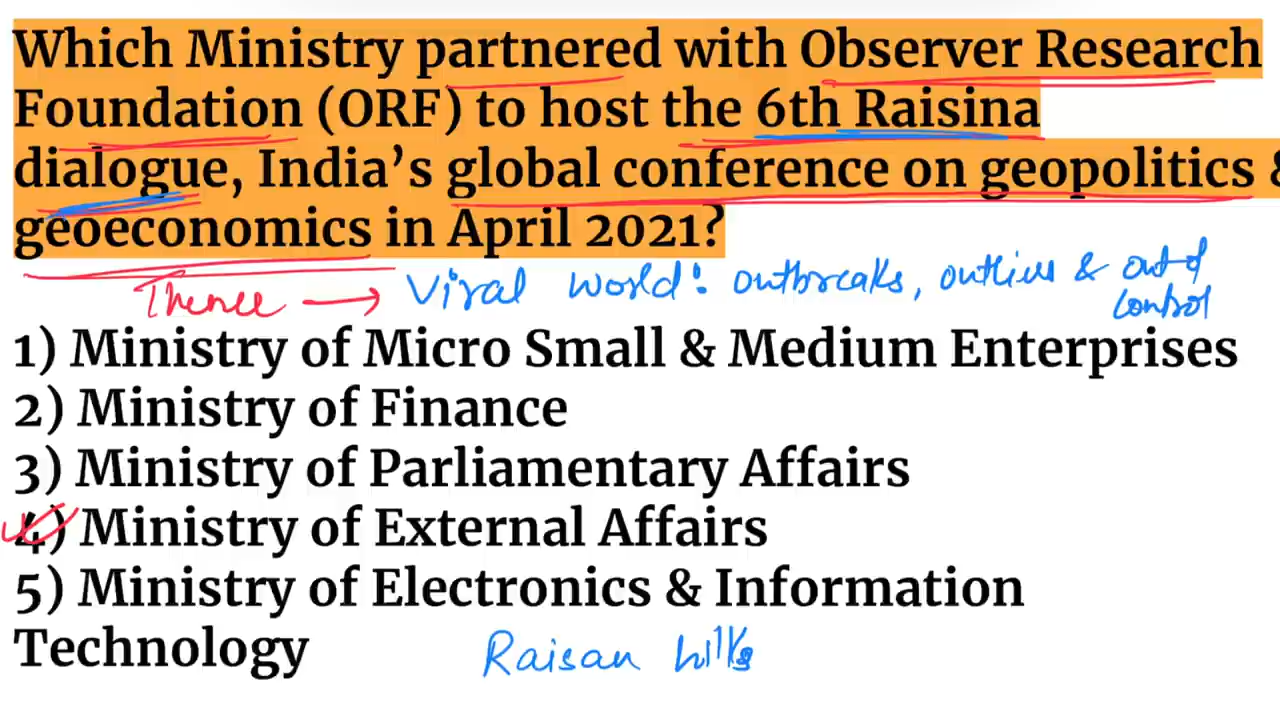 Which Ministry partnered with Observer Research
Foundation (ORF) to host the 6th Raisina
dialogue, India's global conference on geopolitics &
geoeconomics in April 2021?
Theme → Viral world: outbreaks, outliers & out of
control
1) Ministry of Micro Small & Medium Enterprises
2) Ministry of Finance
3) Ministry of Parliamentary Affairs
4) Ministry of External Affairs
5) Ministry of Electronics & Information
Technology
Raisan hills